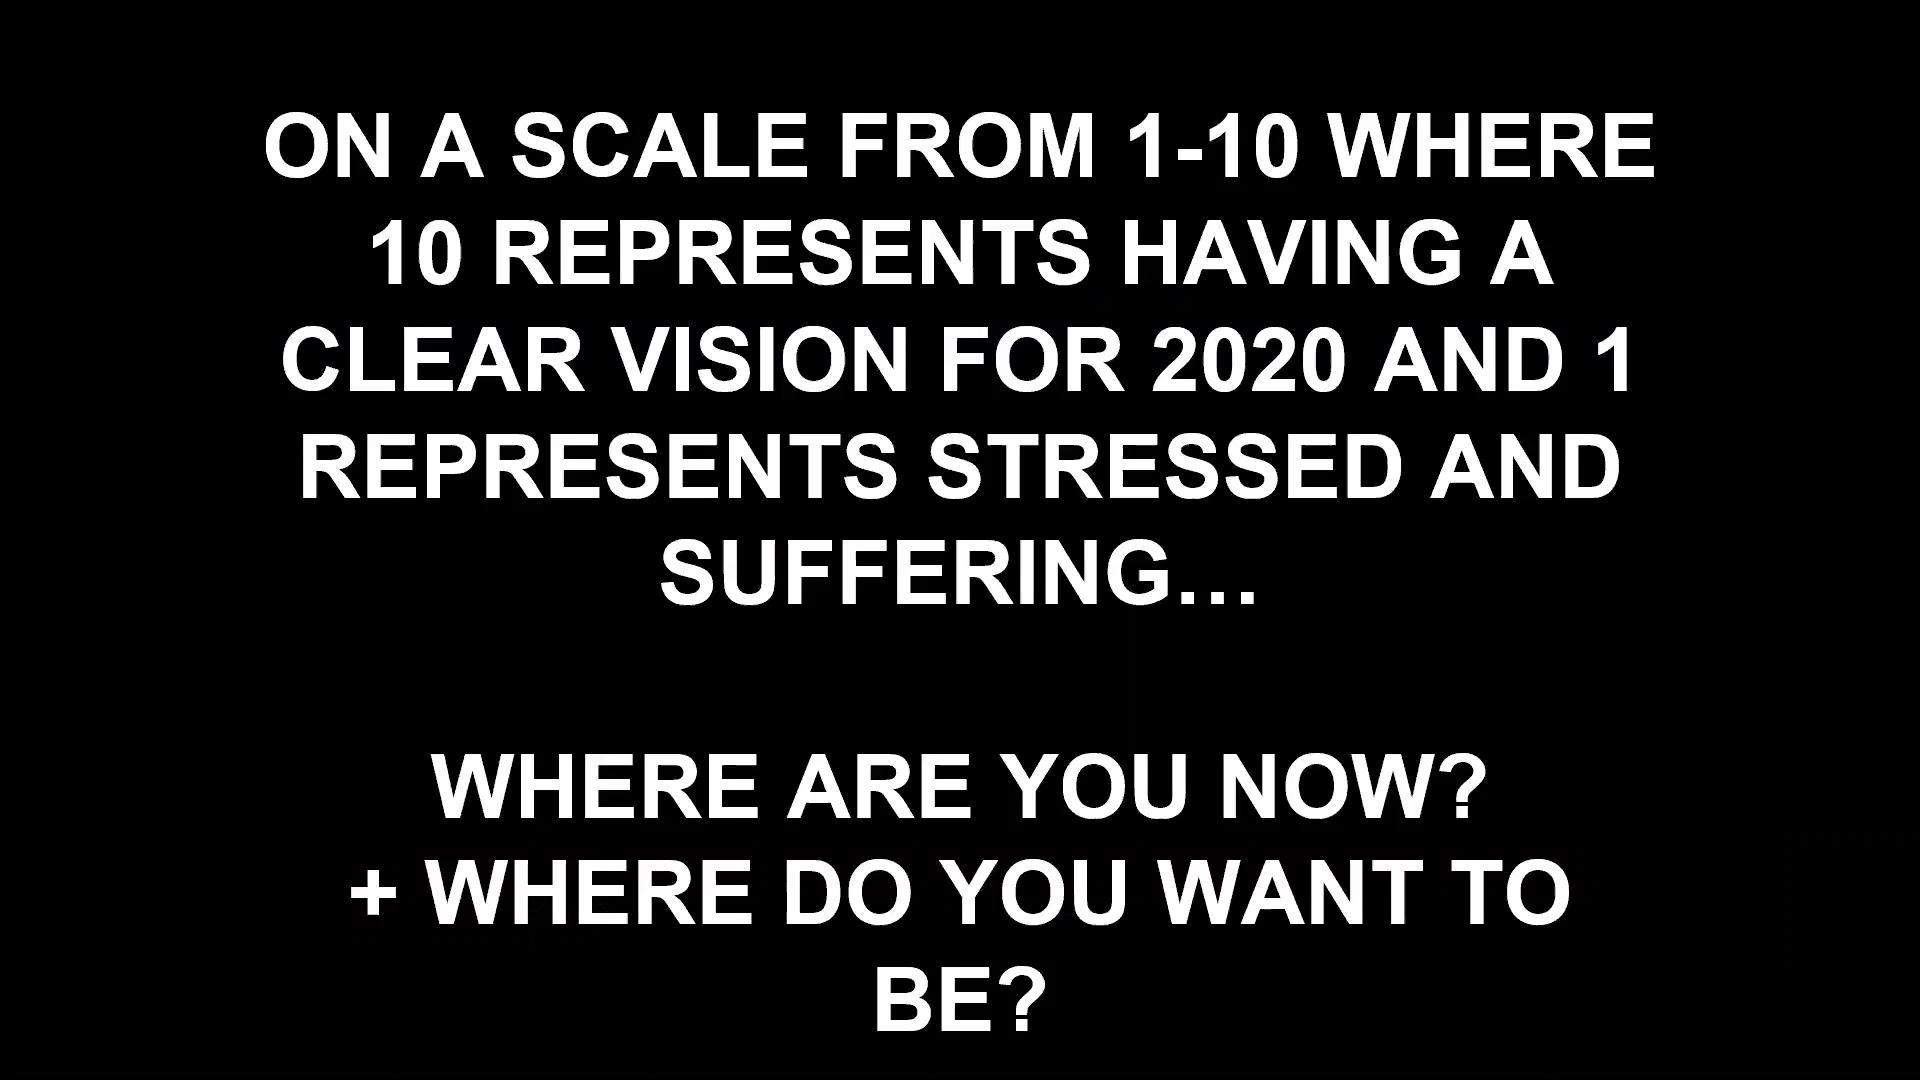 ON A SCALE FROM 1-10 WHERE
10 REPRESENTS HAVING A
CLEAR VISION FOR 2020 AND 1
REPRESENTS STRESSED AND
SUFFERING…
WHERE ARE YOU NOW?
+ WHERE DO YOU WANT TO
BE?